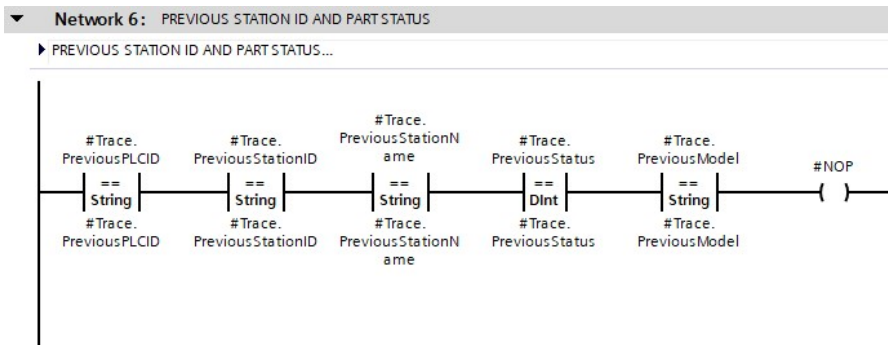 Network 6: PREVIOUS STATION ID AND PART STATUS
PREVIOUS STATION ID AND PART STATUS...
#Trace.
PreviousPLCID
==
String
#Trace.
PreviousPLCID
#Trace.
PreviousStationID
==
String
#Trace.
PreviousStationID
#Trace.
PreviousStationN
ame
==
String
#Trace.
PreviousStationN
ame
#Trace.
PreviousStatus
==
DInt
#Trace.
PreviousStatus
#Trace.
PreviousModel
==
String
#Trace.
PreviousModel
#NOP